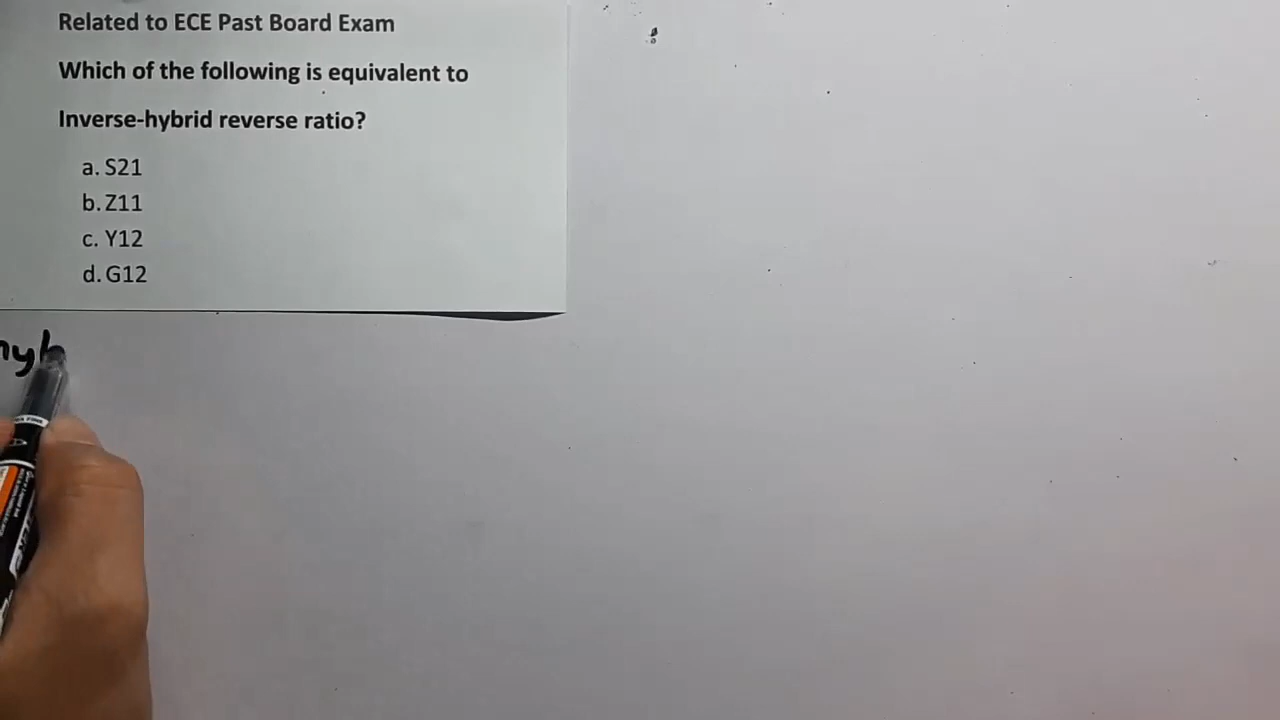 Related to ECE Past Board Exam
Which of the following is equivalent to
Inverse-hybrid reverse ratio?
a. S21
b. Z11
c. Y12
d. G12
hyb